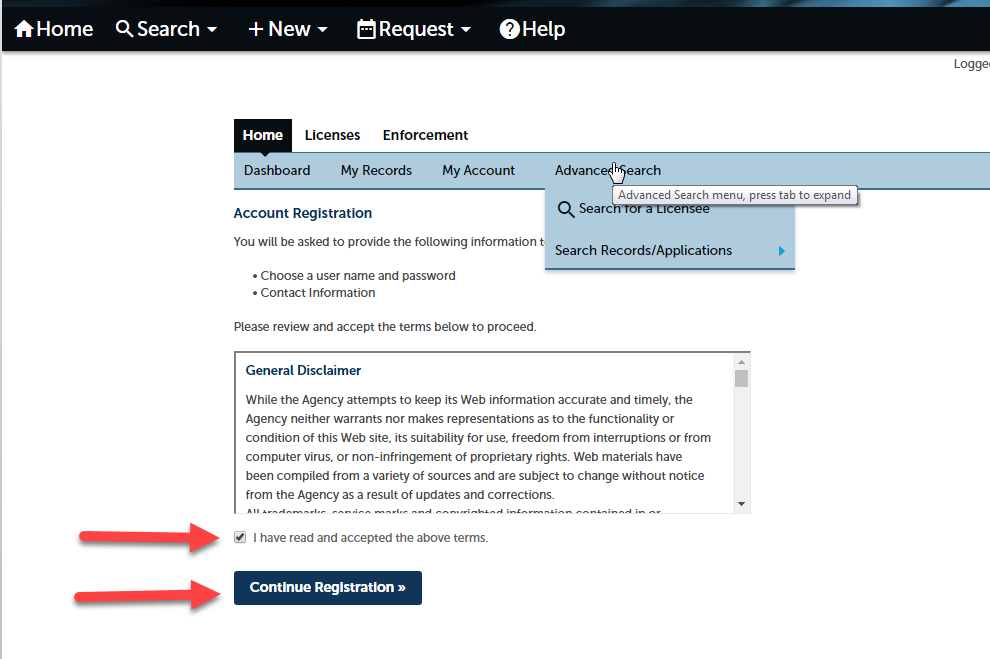 Home Search + New Request ? Help
Logge
Home Licenses Enforcement
Dashboard My Records My Account Advanced Search
Advanced Search menu, press tab to expand
Search for a Licensee
Search Records/Applications
Account Registration
You will be asked to provide the following information t
• Choose a user name and password
• Contact Information
Please review and accept the terms below to proceed.
General Disclaimer
While the Agency attempts to keep its Web information accurate and timely, the
Agency neither warrants nor makes representations as to the functionality or
condition of this Web site, its suitability for use, freedom from interruptions or from
computer virus, or non-infringement of proprietary rights. Web materials have
been compiled from a variety of sources and are subject to change without notice
from the Agency as a result of updates and corrections.
All trademarks, service marks and copyrighted information contained in or
I have read and accepted the above terms.
Continue Registration »